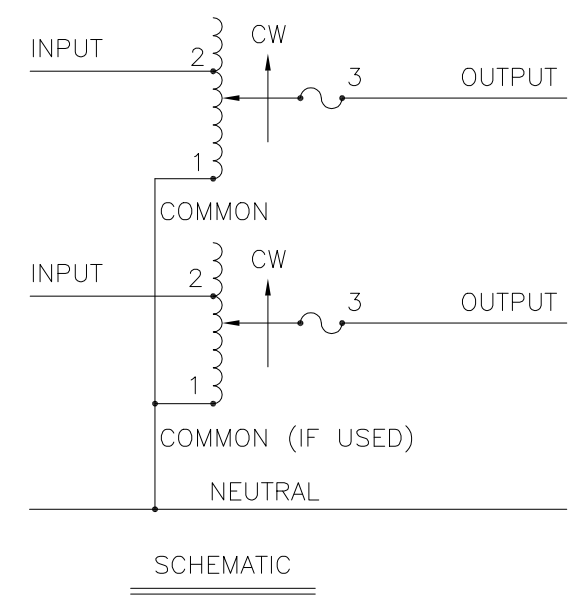 CW
INPUT
2
3
OUTPUT
1
COMMON
CW
INPUT
2
3
OUTPUT
1
COMMON (IF USED)
NEUTRAL
SCHEMATIC